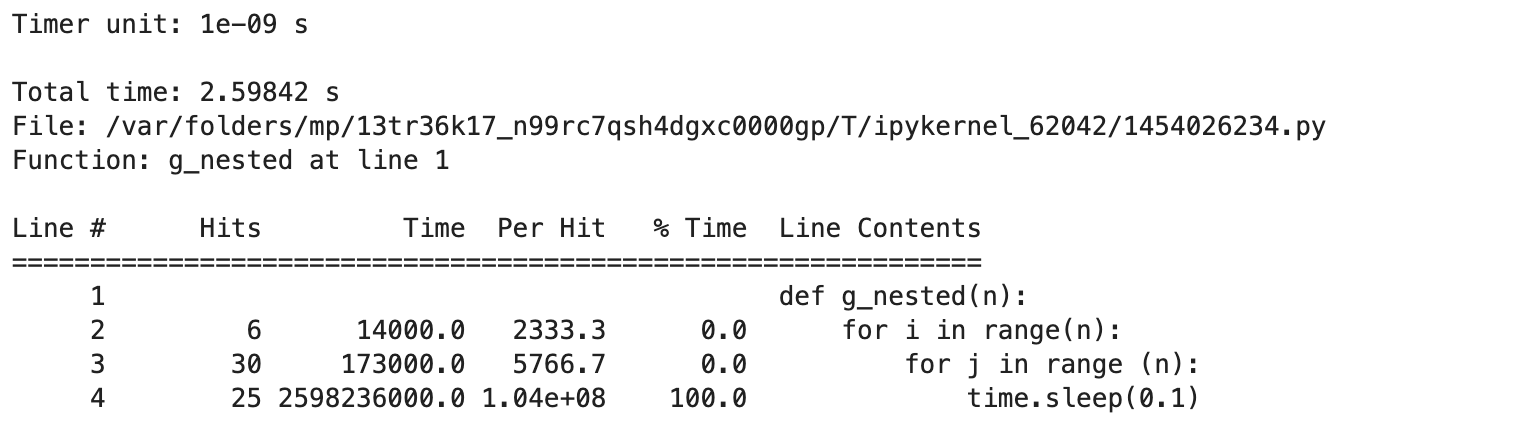 Timer unit: 1e-09 s
Total time: 2.59842 s
File: /var/folders/mp/13tr36k17_n99rc7qsh4dgxc0000gp/T/ipykernel_62042/1454026234.py
Function: g_nested at line 1
Line #      Hits         Time  Per Hit   % Time  Line Contents
==============================================================
     1                                           def g_nested(n):
     2         6      14000.0   2333.3      0.0      for i in range(n):
     3        30     173000.0   5766.7      0.0          for j in range (n):
     4        25 2598236000.0 1.04e+08    100.0              time.sleep(0.1)